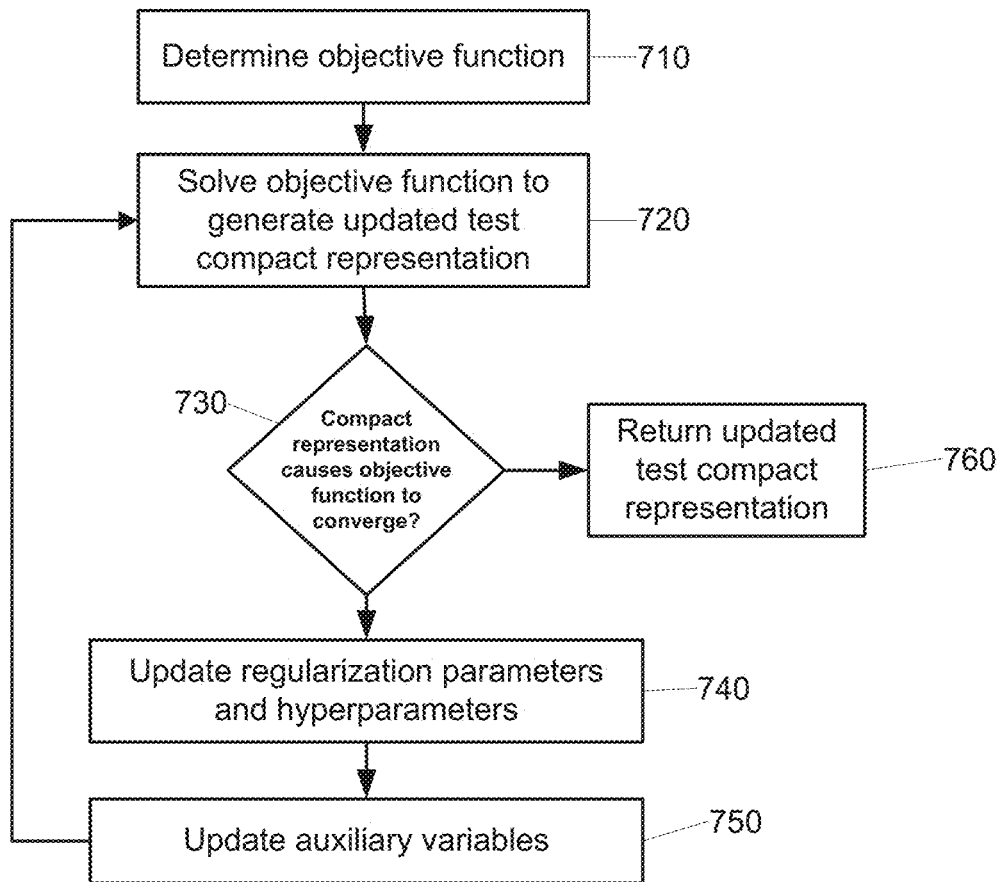 Determine objective function
710
Solve objective function to
generate updated test
compact representation
720
730
Compact
representation
causes objective
function to
converge?
Return updated
test compact
representation
760
Update regularization parameters
and hyperparameters
740
Update auxiliary variables
750